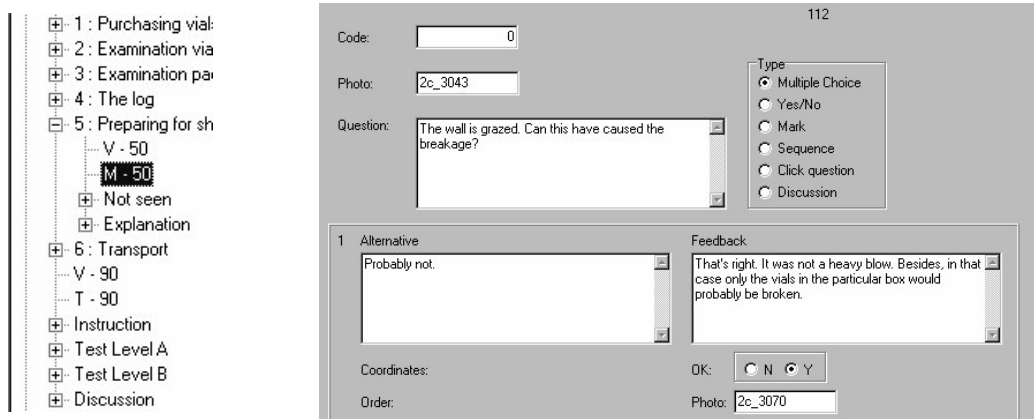 1 : Purchasing vial
2 : Examination via
3 : Examination pa
4 : The log
5 : Preparing for sh
V - 50
M - 50
Not seen
Explanation
6 : Transport
V - 90
T - 90
Instruction
Test Level A
Test Level B
Discussion
112
Code: 0
Photo: 2c_3043
Question: The wall is grazed. Can this have caused the
breakage?
Type
Multiple Choice
Yes/No
Mark
Sequence
Click question
Discussion
1 Alternative
Probably not.
Feedback
That's right. It was not a heavy blow. Besides, in that
case only the vials in the particular box would
probably be broken.
Coordinates:
OK: N Y
Order:
Photo: 2c_3070